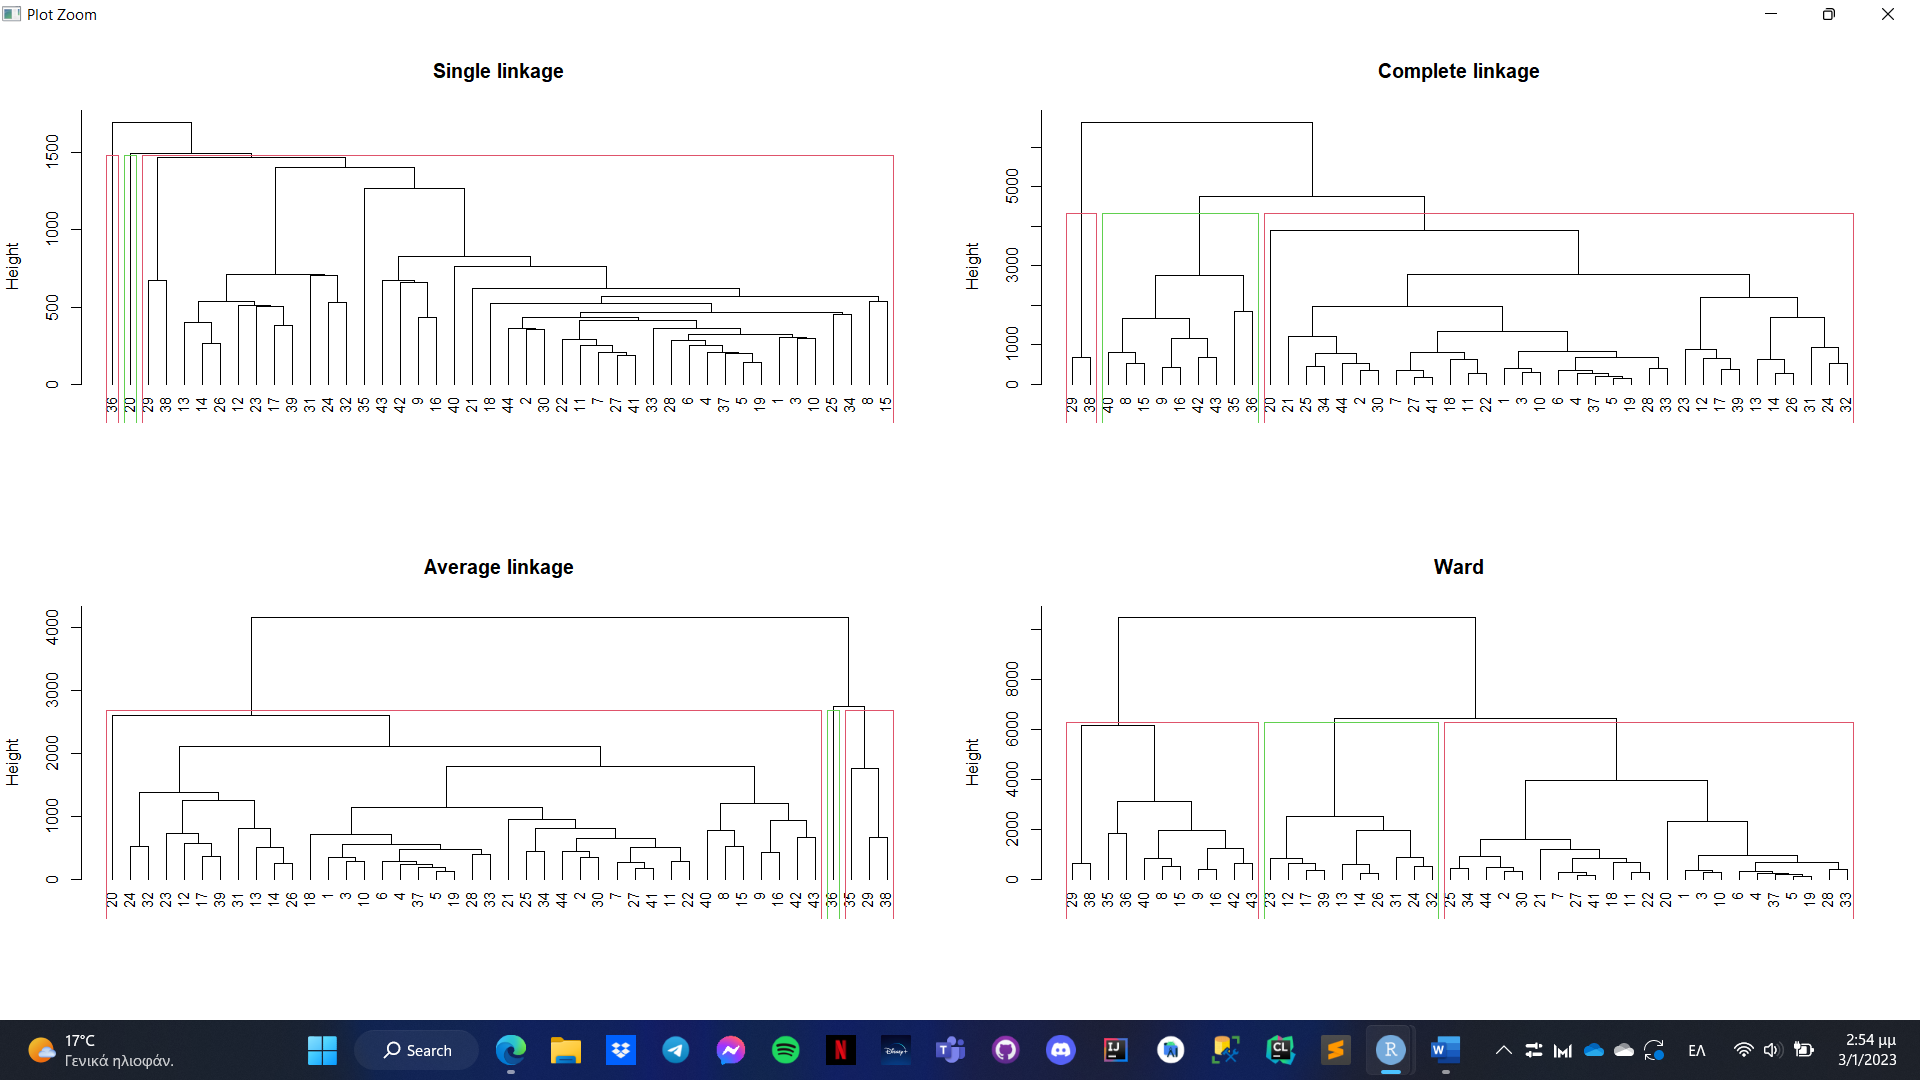 Plot Zoom
Single linkage
Height
0 500 1000 1500
36 20 29 38 13 14 26 12 23 17 39 31 24 32 35 43 42 9 16 40 21 18 44 2 30 22 11 7 27 41 33 28 6 4 37 5 19 1 3 10 25 34 8 15
Complete linkage
Height
0 1000 3000 5000
29 38 40 8 15 9 16 42 43 35 36 20 21 25 34 44 2 30 7 27 41 18 11 22 1 3 10 6 4 37 5 19 28 33 23 12 17 39 13 14 26 31 24 32
Average linkage
Height
0 1000 2000 3000 4000
20 24 32 23 12 17 39 31 13 14 26 18 1 3 10 6 4 37 5 19 28 33 21 25 34 44 2 30 7 27 41 11 22 40 8 15 9 16 42 43 36 35 29 38
Ward
Height
0 2000 4000 6000 8000
29 38 35 36 40 8 15 9 16 42 43 23 12 17 39 13 14 26 31 24 32 25 34 44 2 30 21 7 27 41 18 11 22 20 1 3 10 6 4 37 5 19 28 33
17°C
Γενικά ηλιοφάν.
Search
N
Disney+
T
IJ
CL
S
R
W
ΕΛ
2:54 μμ
3/1/2023